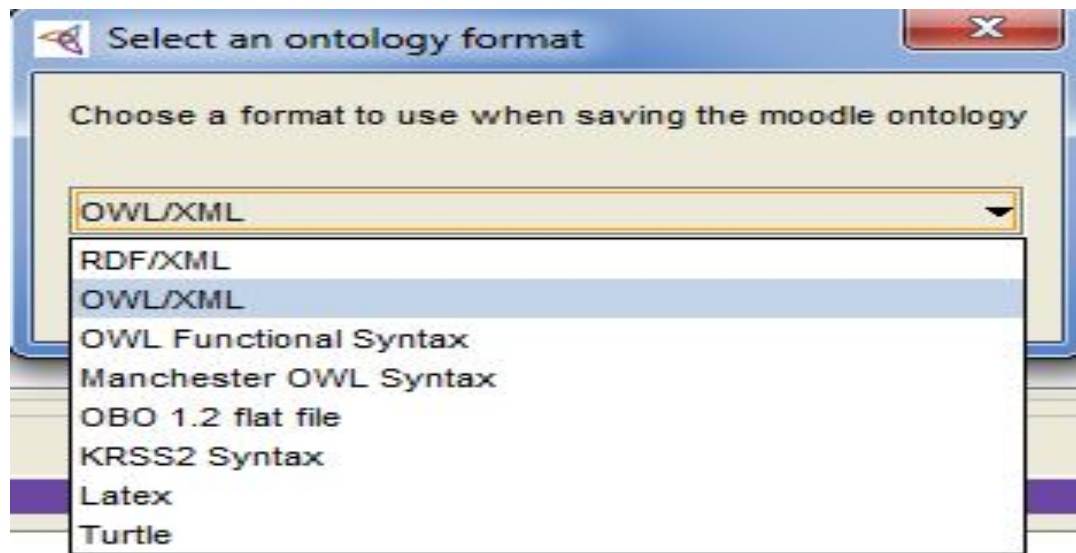 Select an ontology format
Choose a format to use when saving the moodle ontology
OWL/XML
RDF/XML
OWL/XML
OWL Functional Syntax
Manchester OWL Syntax
OBO 1.2 flat file
KRSS2 Syntax
Latex
Turtle